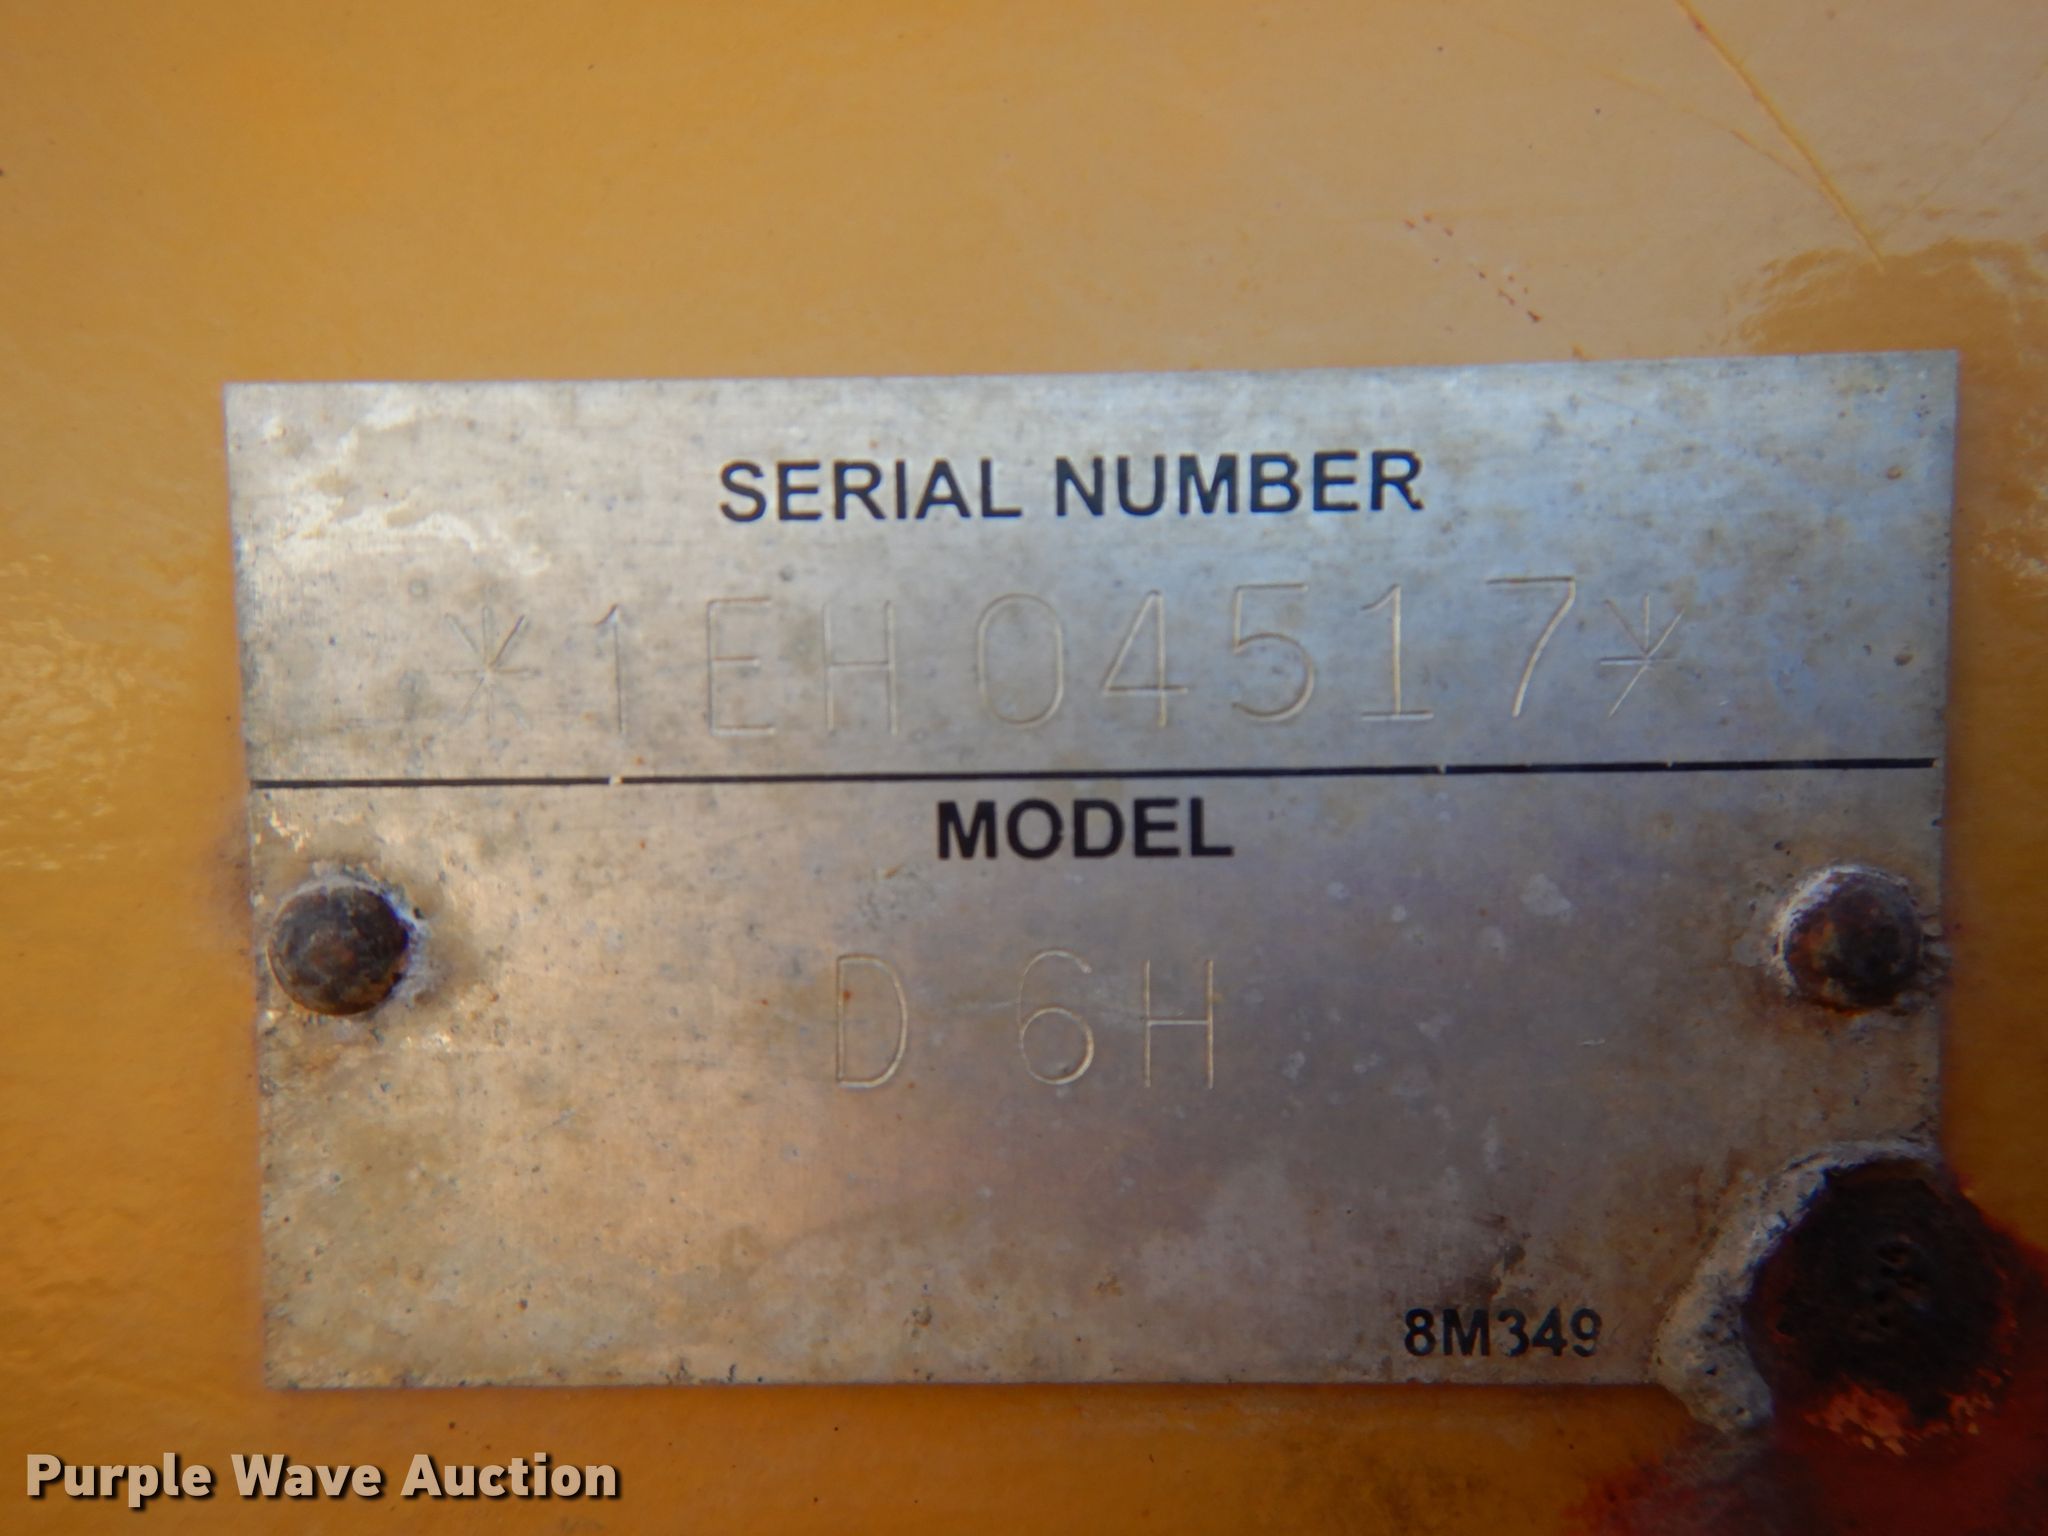 SERIAL NUMBER
*1EH04517*
MODEL
D 6H
8M349
Purple Wave Auction